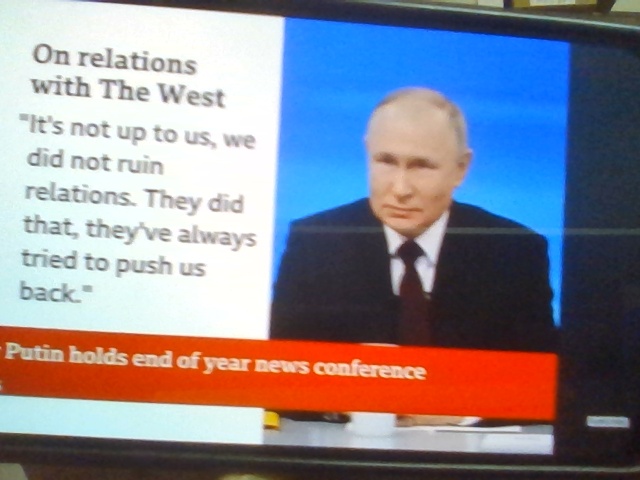 On relations
with The West
"It's not up to us, we
did not ruin
relations. They did
that, they've always
tried to push us
back."
Putin holds end of year news conference